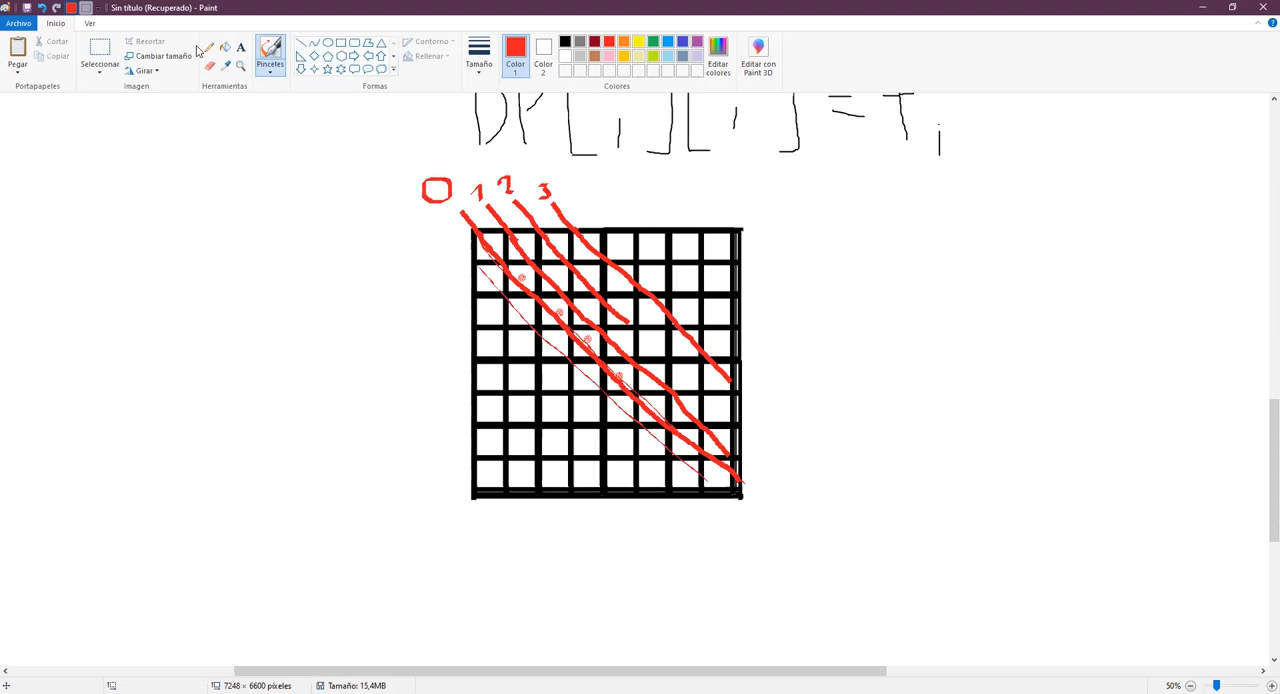 Sin título (Recuperado) - Paint
Archivo Inicio Ver
Pegar Cortar Copiar Seleccionar Recortar Cambiar tamaño Girar Pinceles Contorno Rellenar Tamaño Color 1 Color 2 Editar colores Editar con Paint 3D
Portapapeles Imagen Herramientas Formas Colores
DP[i][i] = Ti
0 1 2 3
7248 × 6600 píxeles Tamaño: 15,4MB 50%